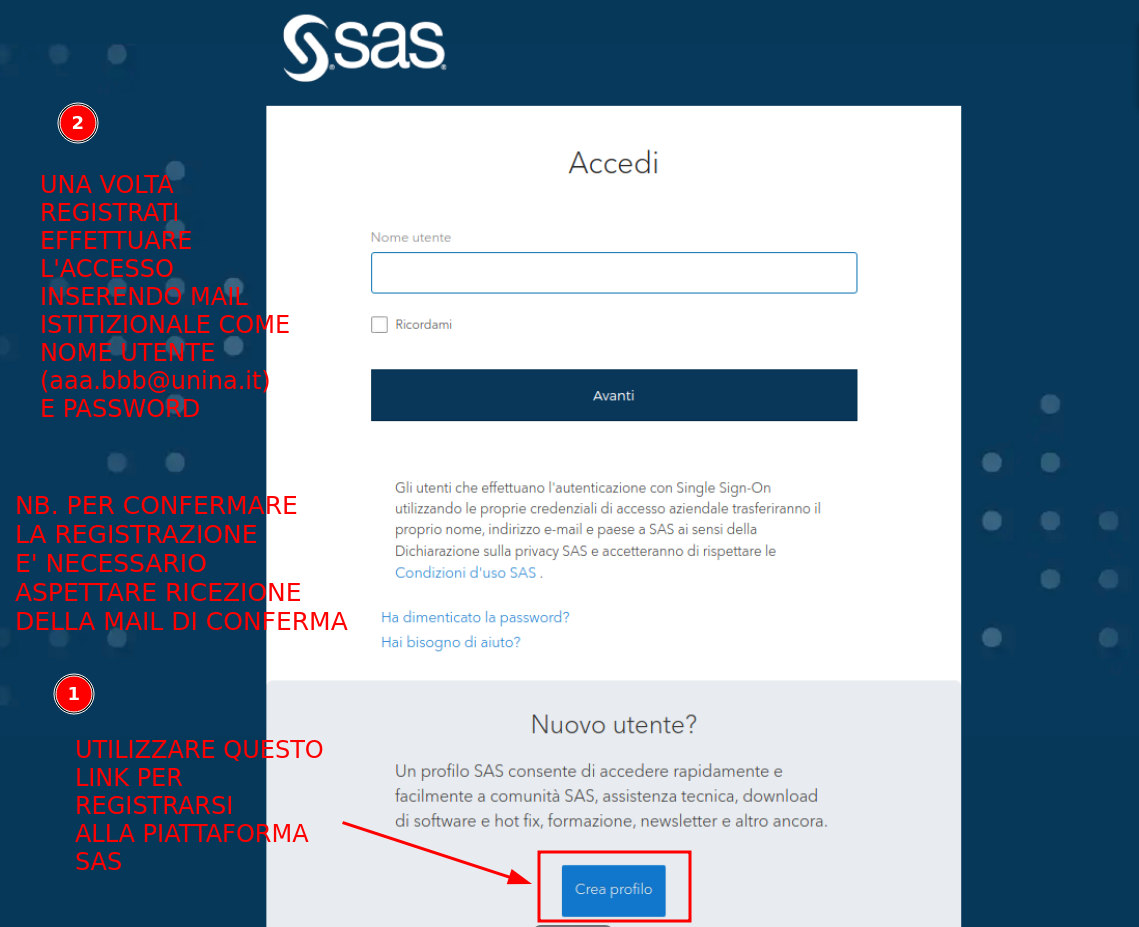 sas
2
UNA VOLTA
REGISTRATI
EFFETTUARE
L'ACCESSO
INSERENDO MAIL
ISTITIZIONALE COME
NOME UTENTE
(aaa.bbb@unina.it)
E PASSWORD
NB. PER CONFERMARE
LA REGISTRAZIONE
E' NECESSARIO
ASPETTARE RICEZIONE
DELLA MAIL DI CONFERMA
1
UTILIZZARE QUESTO
LINK PER
REGISTRARSI
ALLA PIATTAFORMA
SAS
Accedi
Nome utente
Ricordami
Avanti
Gli utenti che effettuano l'autenticazione con Single Sign-On
utilizzando le proprie credenziali di accesso aziendale trasferiranno il
proprio nome, indirizzo e-mail e paese a SAS ai sensi della
Dichiarazione sulla privacy SAS e accetteranno di rispettare le
Condizioni d'uso SAS .
Ha dimenticato la password?
Hai bisogno di aiuto?
Nuovo utente?
Un profilo SAS consente di accedere rapidamente e
facilmente a comunità SAS, assistenza tecnica, download
di software e hot fix, formazione, newsletter e altro ancora.
Crea profilo